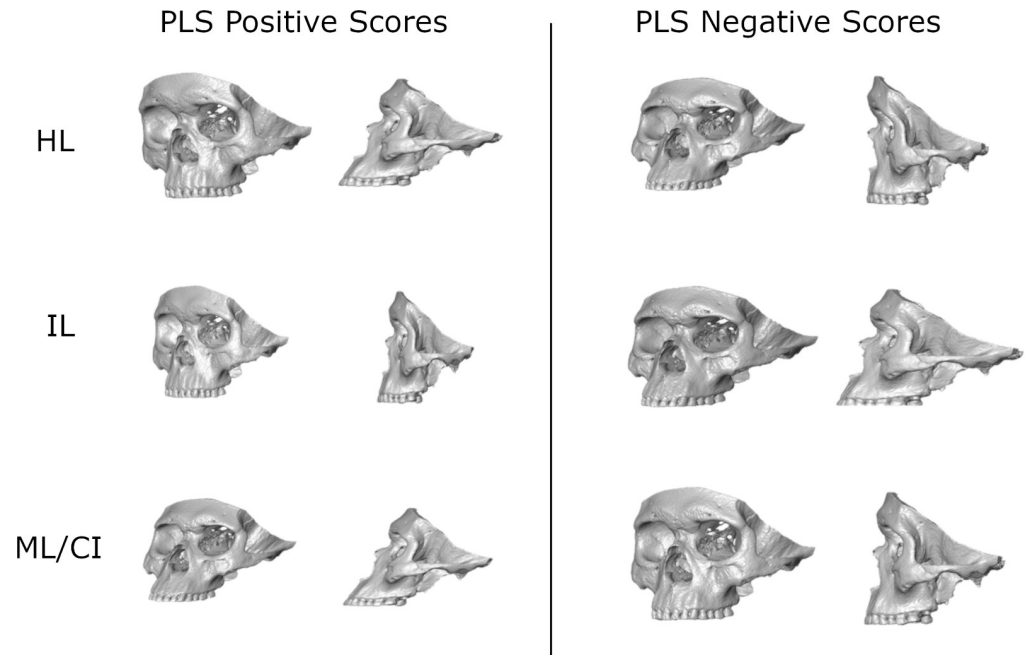 PLS Positive Scores
PLS Negative Scores
HL
IL
ML/CI